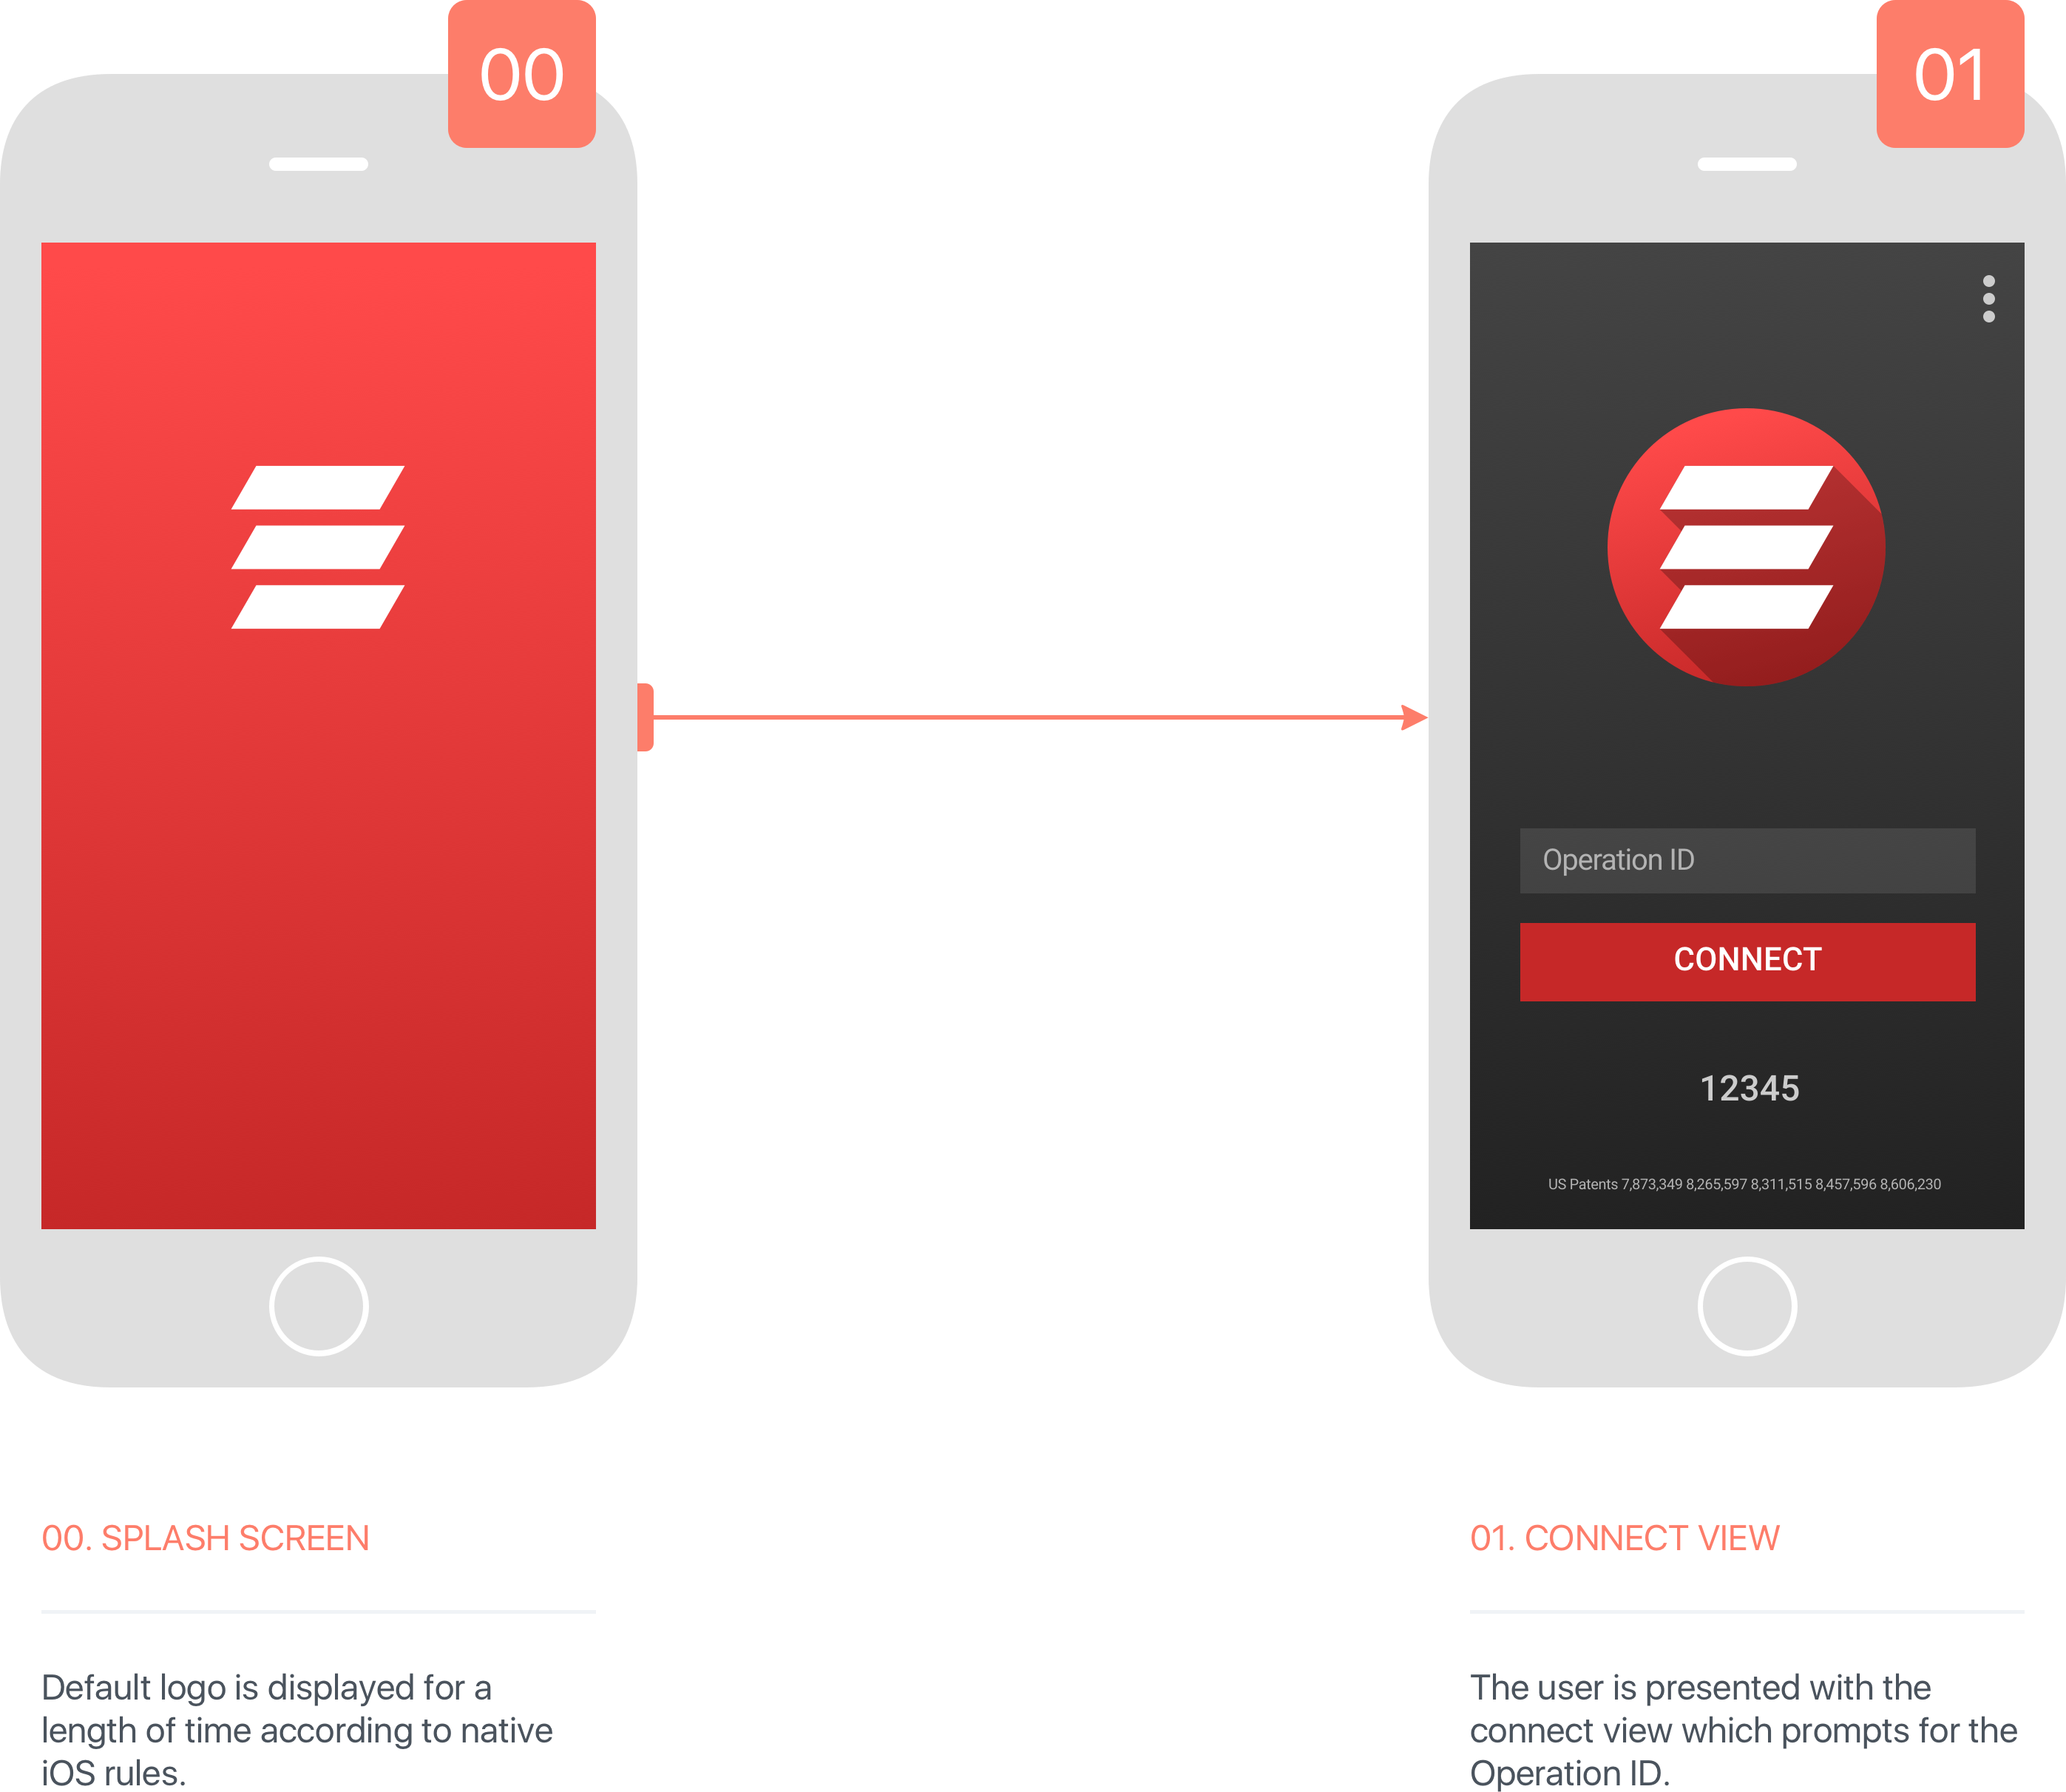 00
01
Operation ID
CONNECT
12345
US Patents 7,873,349 8,265,597 8,311,515 8,457,596 8,606,230
00. SPLASH SCREEN
Default logo is displayed for a
length of time according to native
iOS rules.
01. CONNECT VIEW
The user is presented with the
connect view which prompts for the
Operation ID.